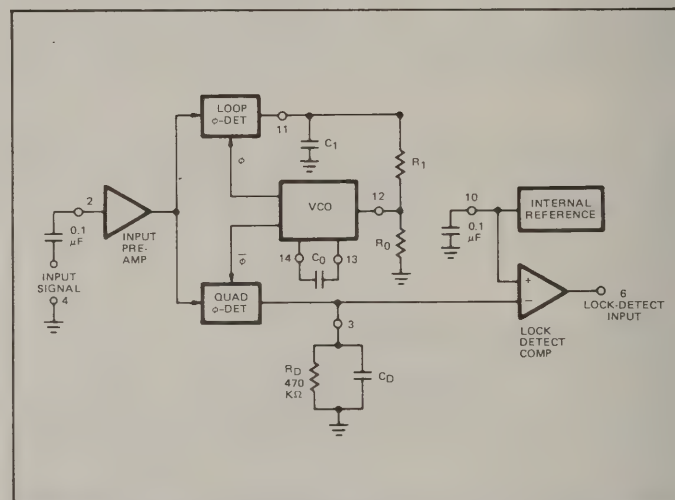 LOOP
φ-DET
11
C1
R1
φ
2
0.1
µF
INPUT
PRE-
AMP
VCO
12
10
INTERNAL
REFERENCE
0.1
µF
R0
14
C0
13
φ̅
INPUT
SIGNAL
4
QUAD
φ-DET
+
−
6
LOCK-DETECT
INPUT
LOCK
DETECT
COMP
3
RD
470
KΩ
CD